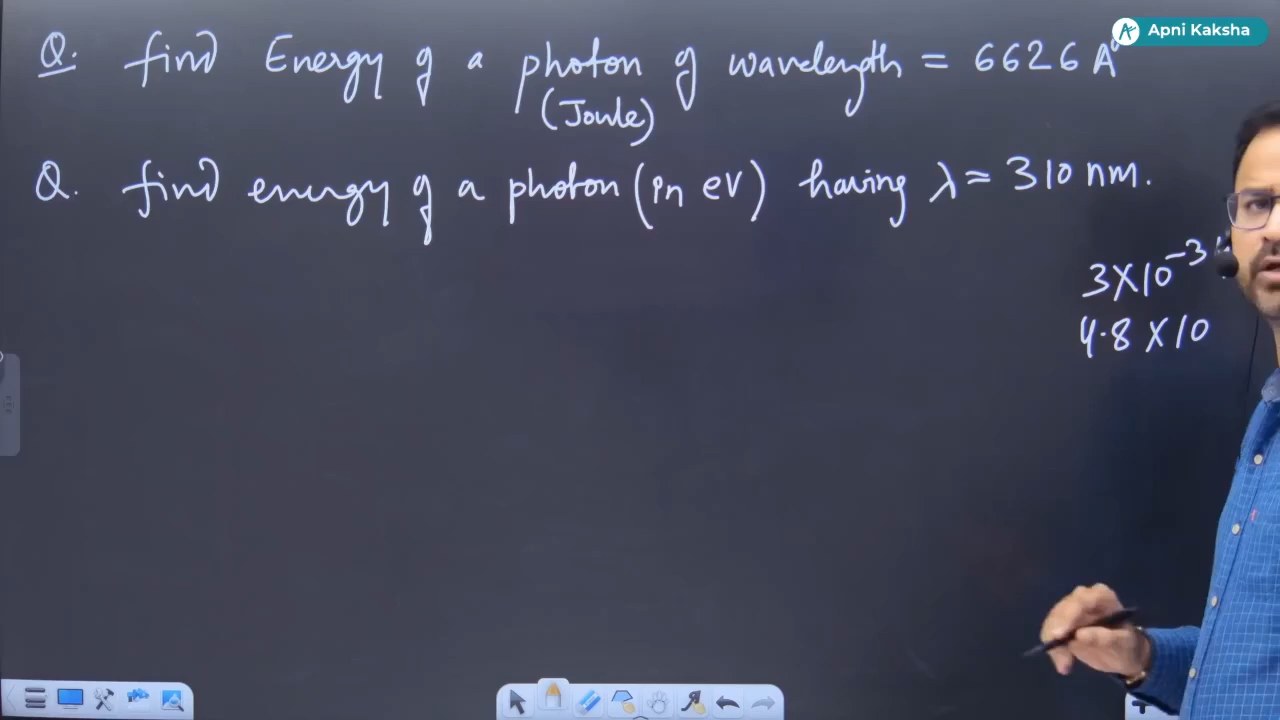 Apni Kaksha
Q. find Energy of a photon of wavelength = 6626 A°
(Joule)
Q. find energy of a photon (in eV) having λ = 310 nm.
3X10⁻³
4.8 X 10